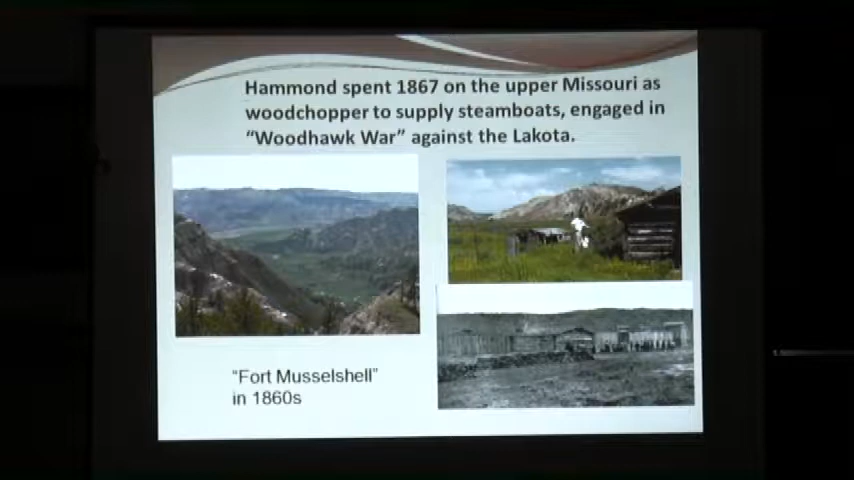 Hammond spent 1867 on the upper Missouri as
woodchopper to supply steamboats, engaged in
“Woodhawk War” against the Lakota.
“Fort Musselshell”
in 1860s